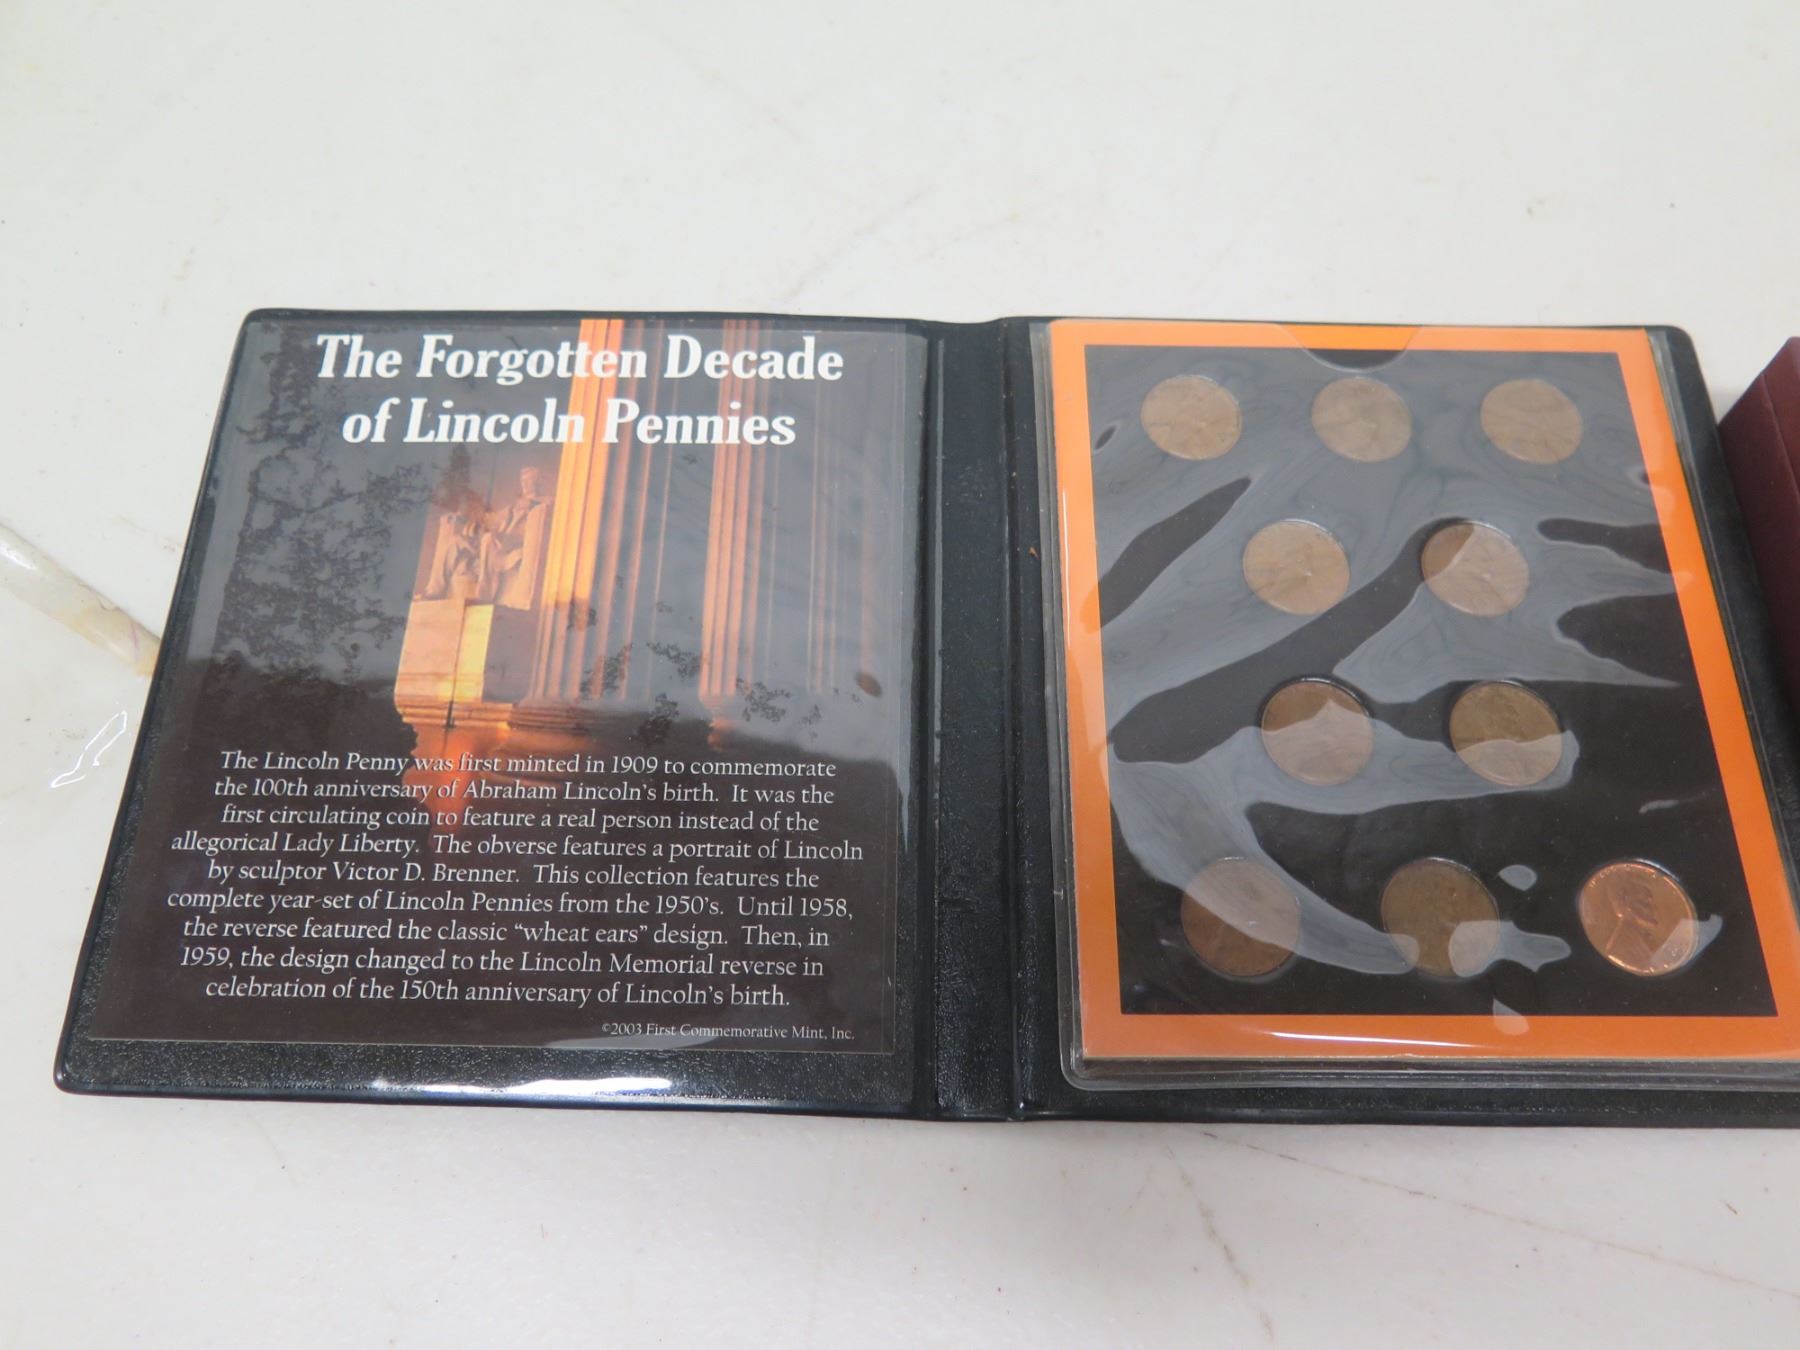 The Forgotten Decade
of Lincoln Pennies
The Lincoln Penny was first minted in 1909 to commemorate
the 100th anniversary of Abraham Lincoln's birth. It was the
first circulating coin to feature a real person instead of the
allegorical Lady Liberty. The obverse features a portrait of Lincoln
by sculptor Victor D. Brenner. This collection features the
complete year-set of Lincoln Pennies from the 1950's. Until 1958,
the reverse featured the classic "wheat ears" design. Then, in
1959, the design changed to the Lincoln Memorial reverse in
celebration of the 150th anniversary of Lincoln's birth.
©2003 First Commemorative Mint, Inc.